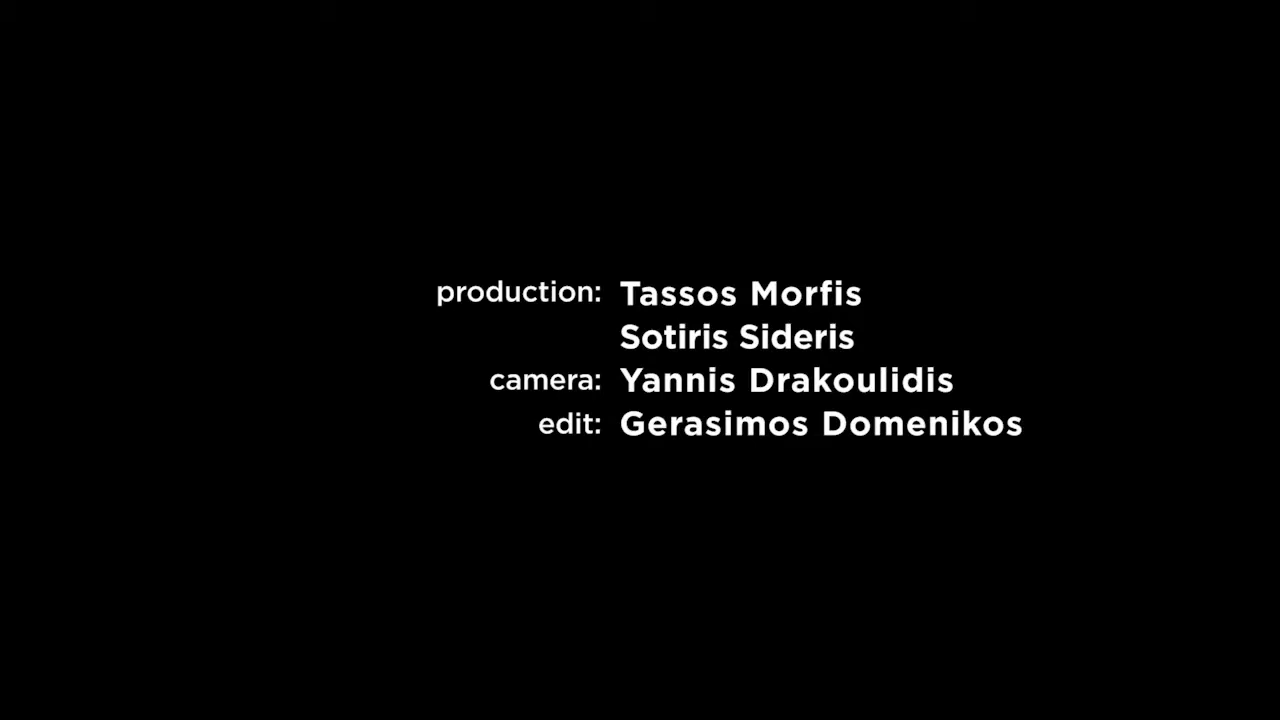 production: Tassos Morfis
Sotiris Sideris
camera: Yannis Drakoulidis
edit: Gerasimos Domenikos